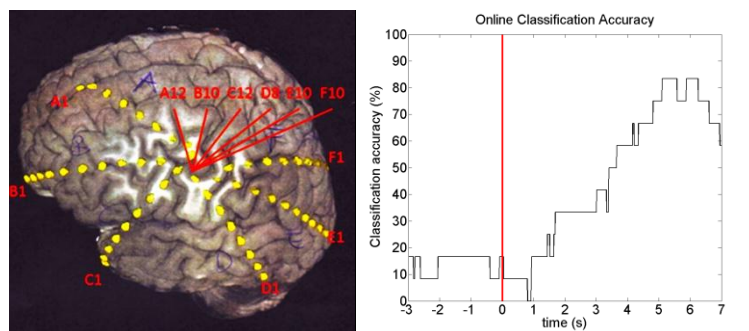 A1
A12 B10 C12 D8 E10 F10
F1
B1
E1
C1
D1
A
D
Online Classification Accuracy
Classification accuracy (%)
100
90
80
70
60
50
40
30
20
10
0
-3 -2 -1 0 1 2 3 4 5 6 7
time (s)